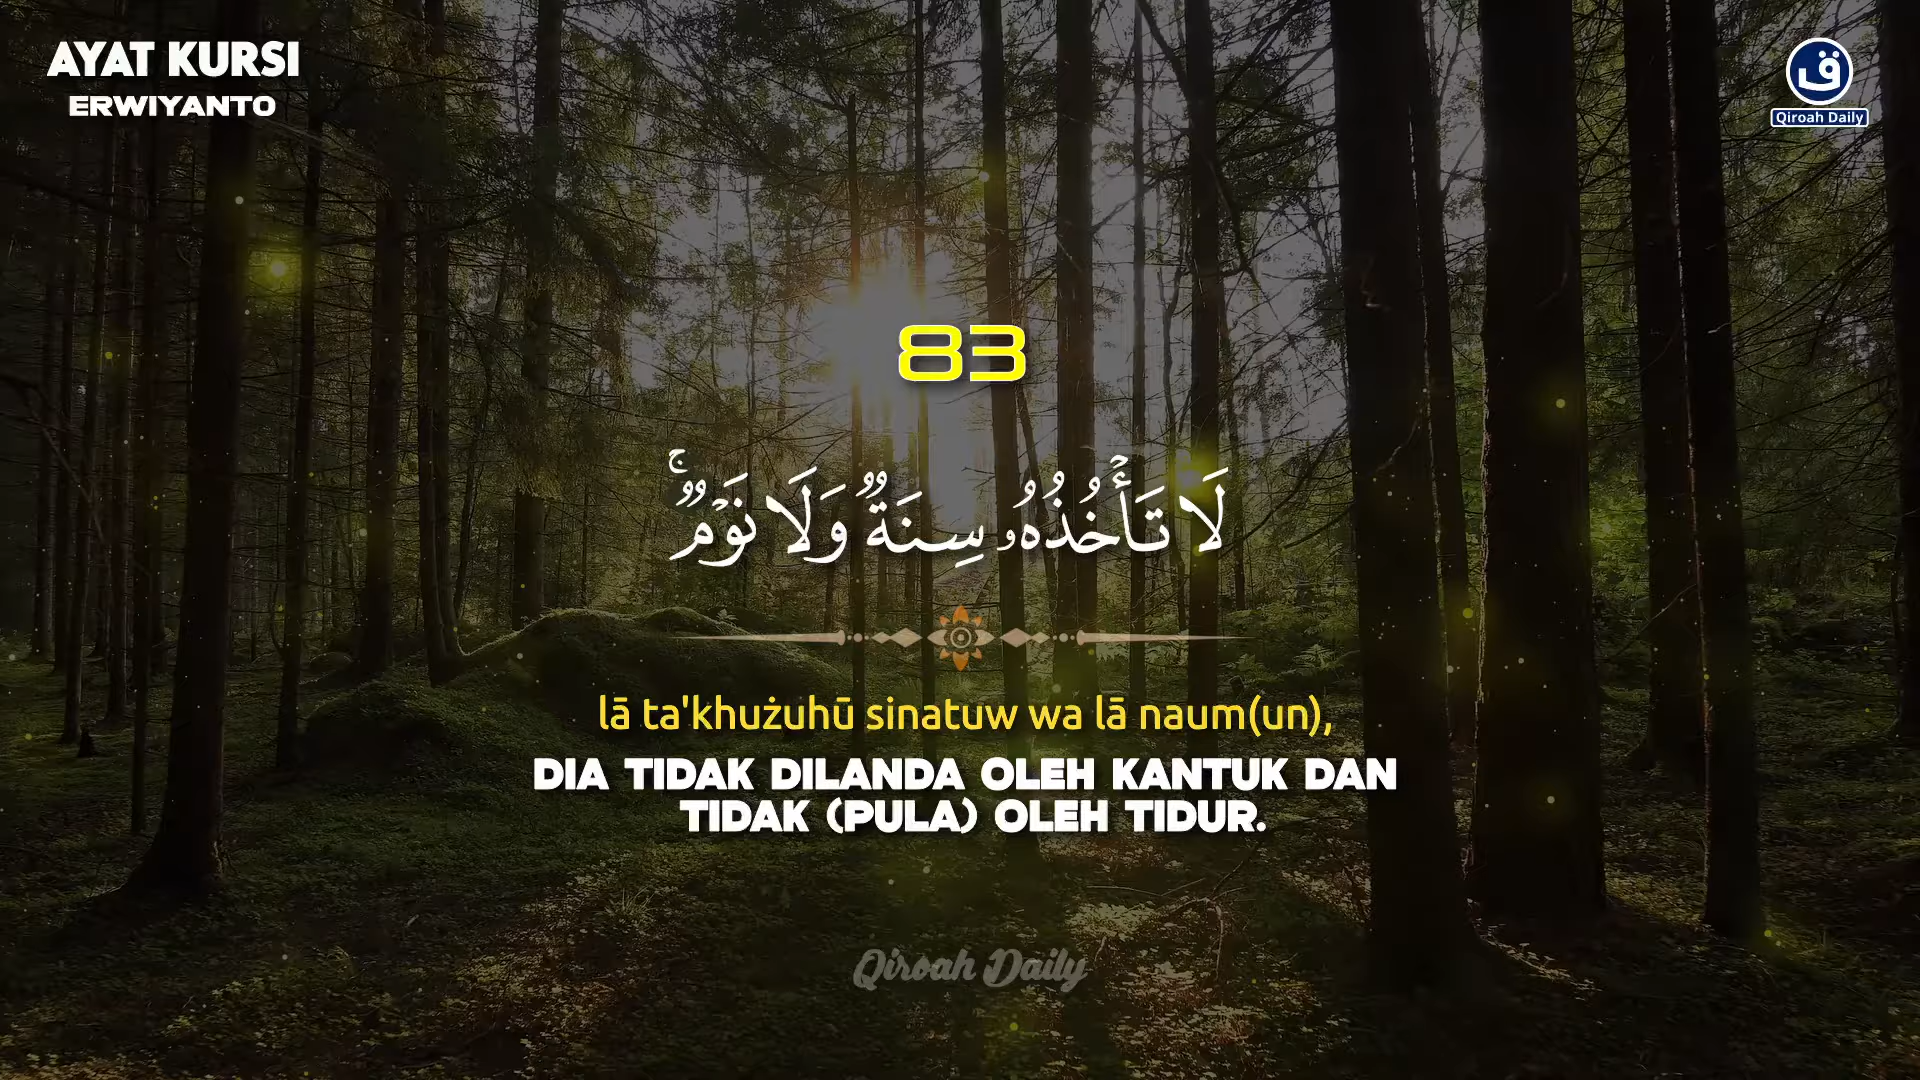 AYAT KURSI
ERWIYANTO
ق
Qiroah Daily
83
لَا تَأْخُذُهُۥ سِنَةٌ وَلَا نَوْمٌ ۚ
lā ta'khużuhū sinatuw wa lā naum(un),
DIA TIDAK DILANDA OLEH KANTUK DAN
TIDAK (PULA) OLEH TIDUR.
Qiroah Daily